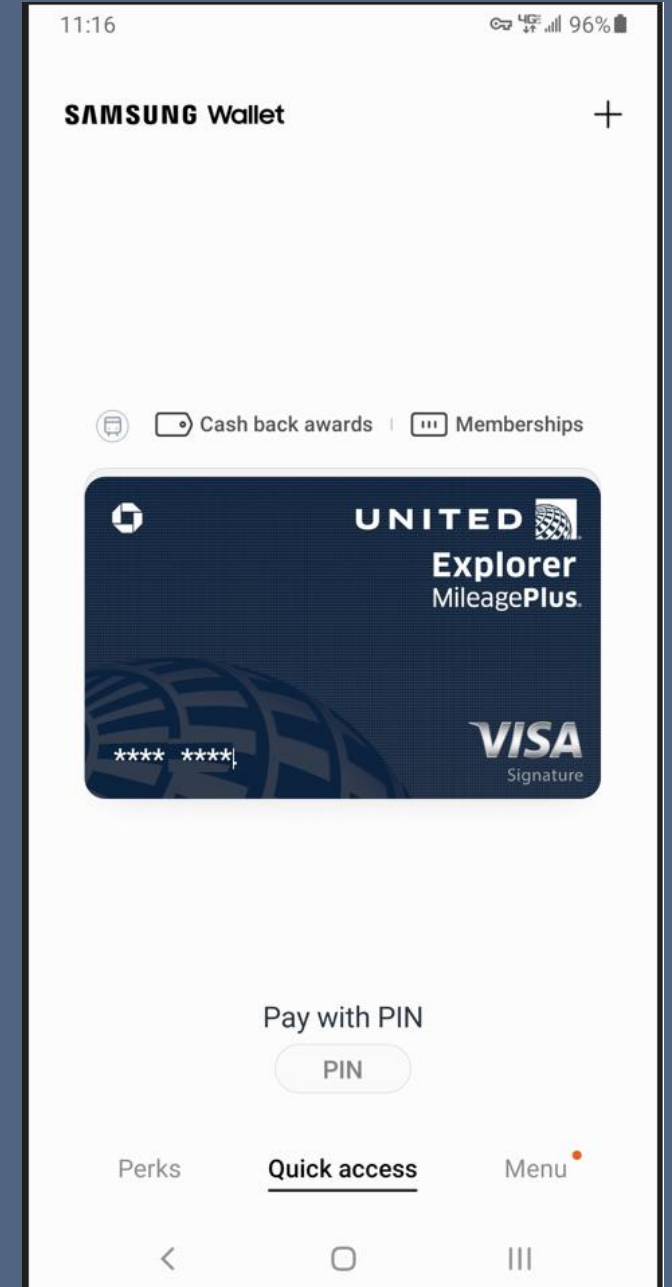 11:16 4GE 96%
SAMSUNG Wallet +
Cash back awards | Memberships
UNITED
Explorer
MileagePlus.
**** ****
VISA
Signature
Pay with PIN
PIN
Perks Quick access Menu